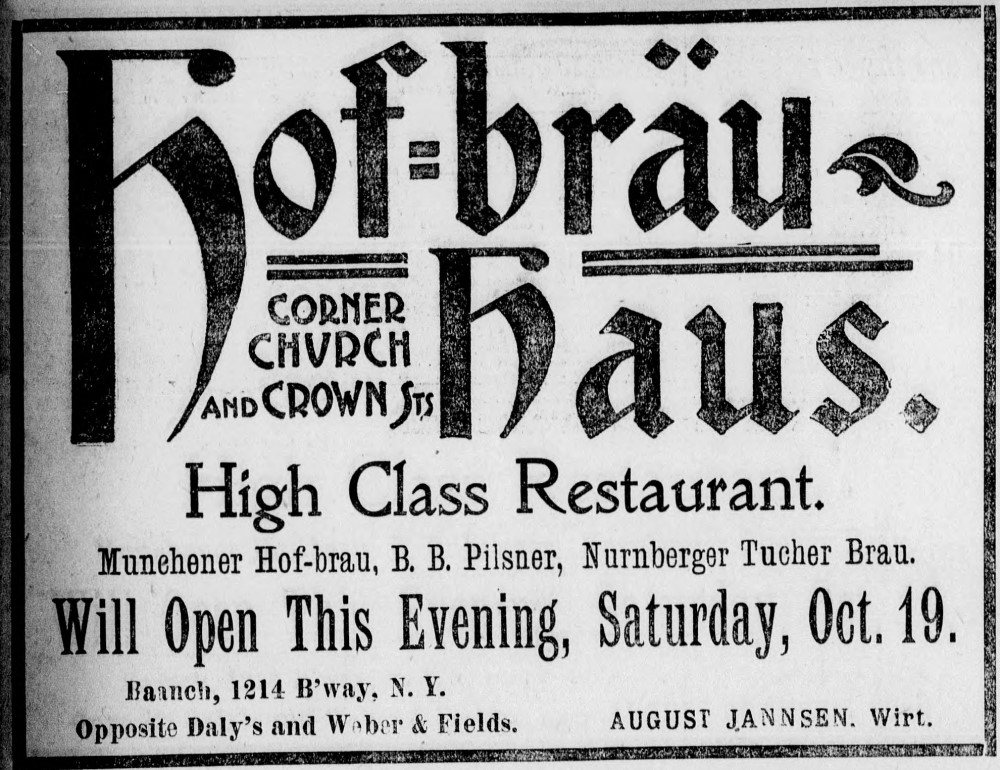 Hof=bräu
Haus.
CORNER
CHVRCH
AND CROWN STS
High Class Restaurant.
Munehener Hof-brau, B. B. Pilsner, Nurnberger Tucher Brau.
Will Open This Evening, Saturday, Oct. 19.
Baanch, 1214 B'way, N. Y.
Opposite Daly's and Weber & Fields.
AUGUST JANNSEN. Wirt.